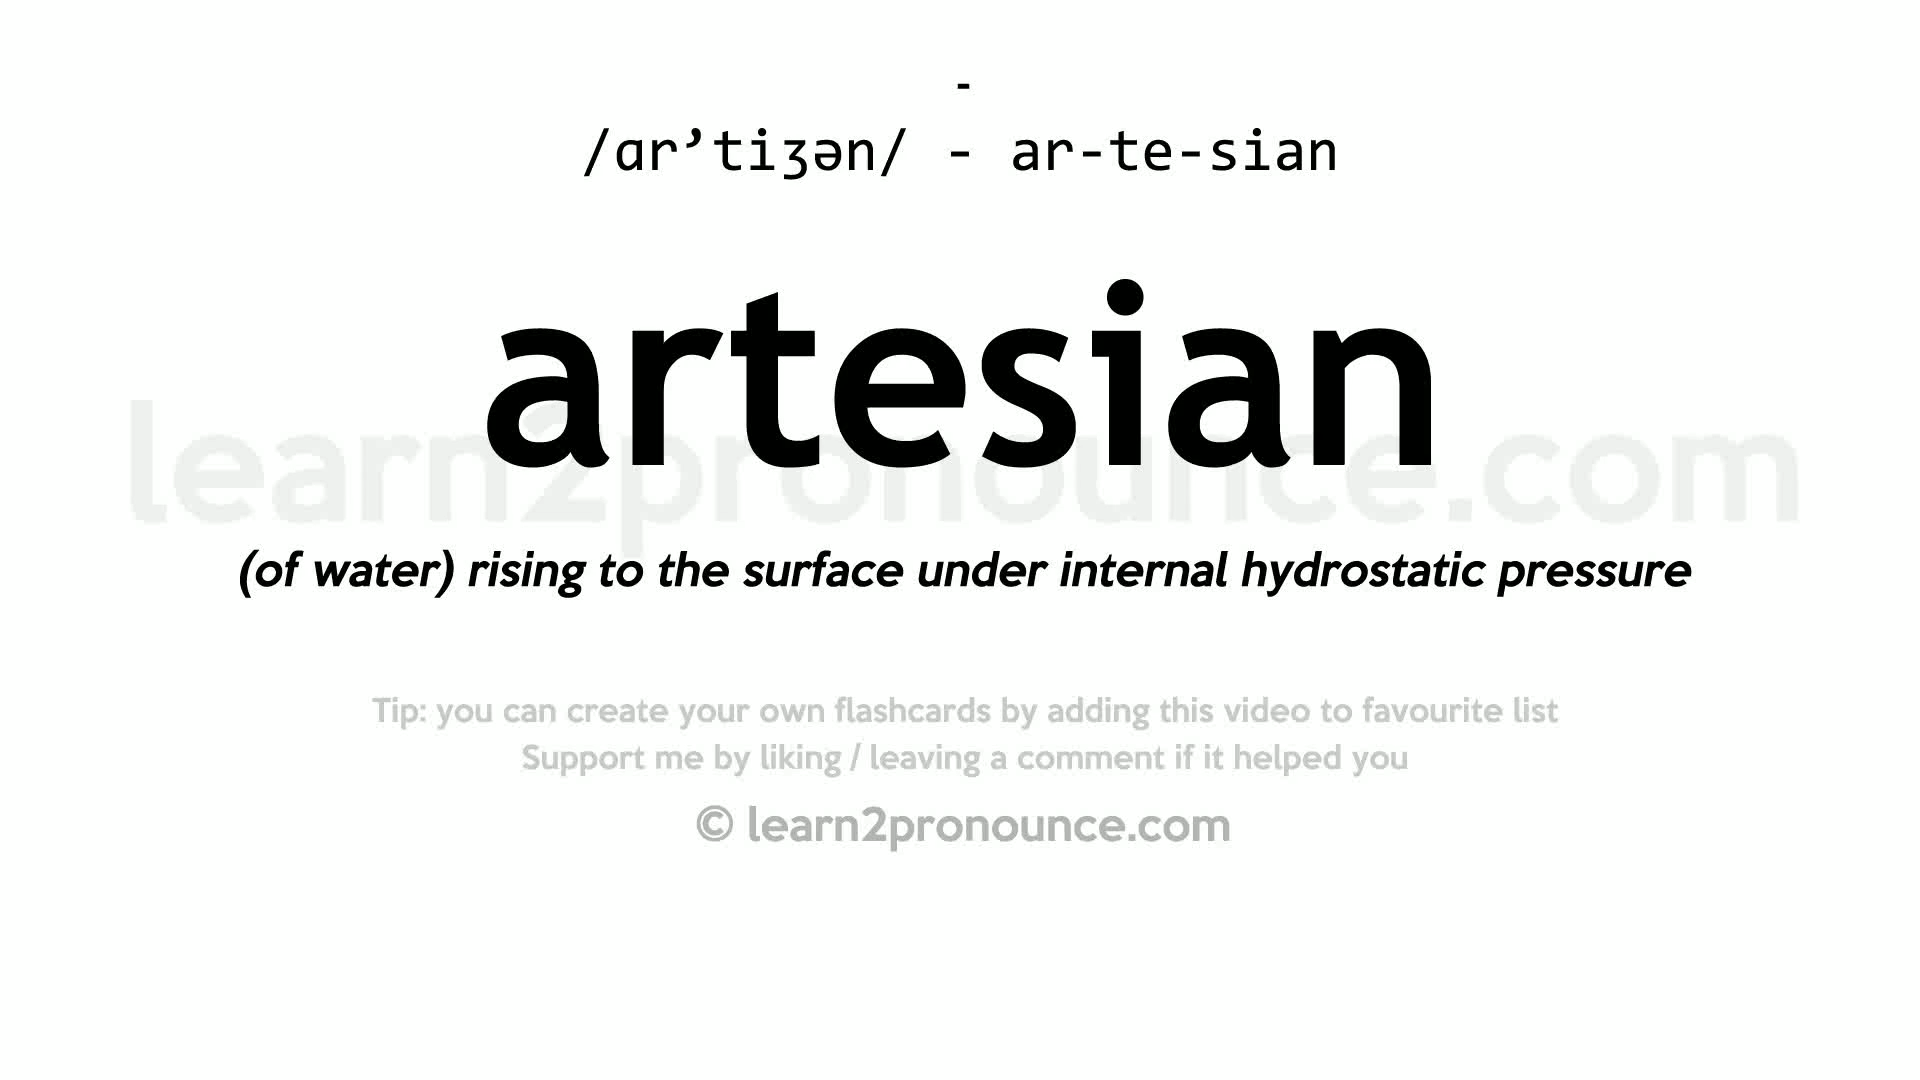 -
/ɑr’tiʒən/ - ar-te-sian
artesian
learn2pronounce.com
(of water) rising to the surface under internal hydrostatic pressure
Tip: you can create your own flashcards by adding this video to favourite list
Support me by liking / leaving a comment if it helped you
© learn2pronounce.com